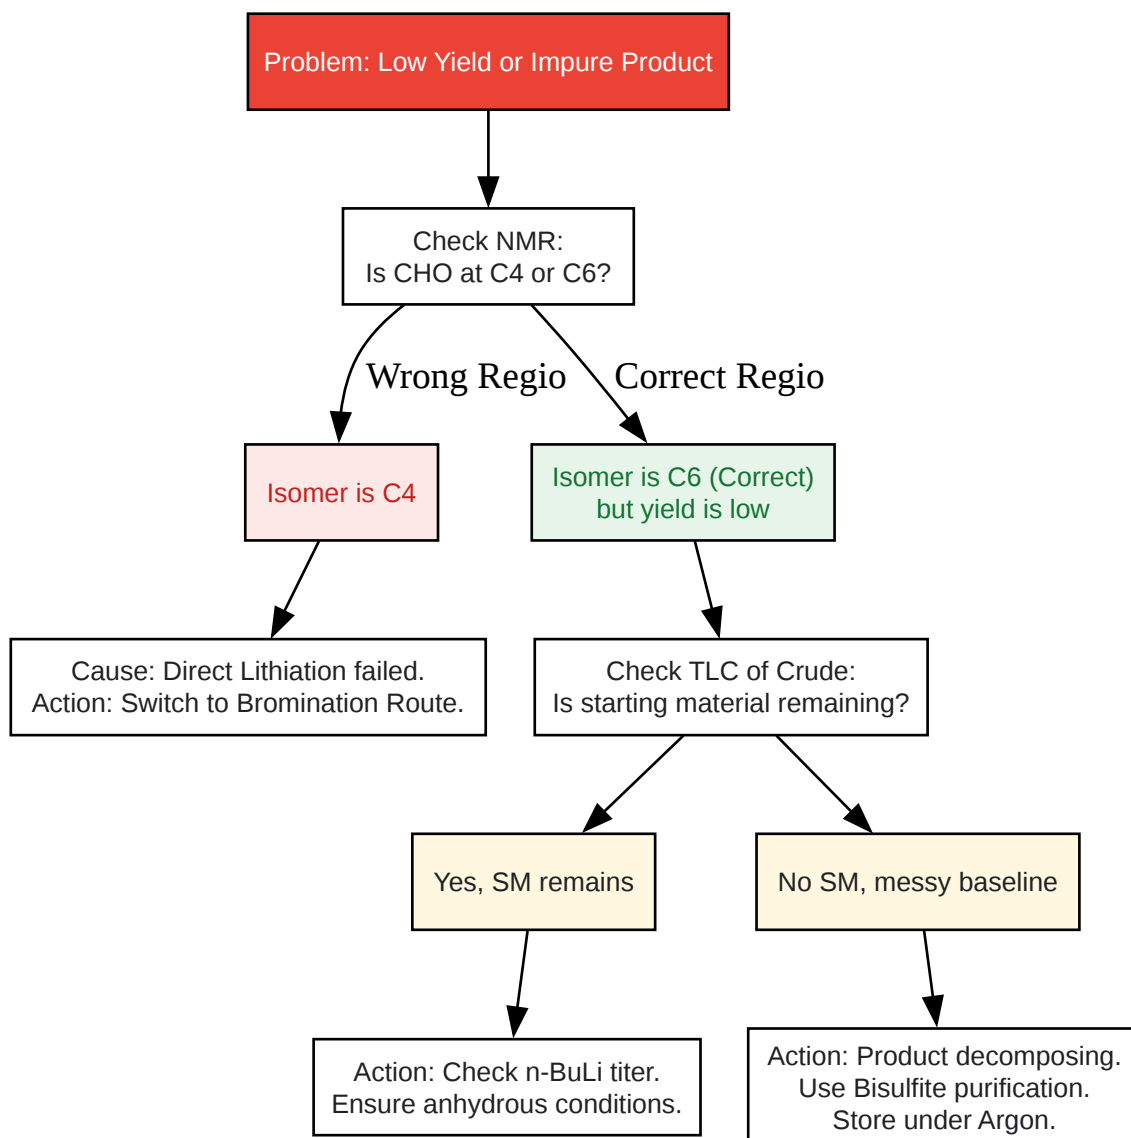 Problem: Low Yield or Impure Product
Check NMR:
Is CHO at C4 or C6?
Wrong Regio
Correct Regio
Isomer is C4
Isomer is C6 (Correct)
but yield is low
Cause: Direct Lithiation failed.
Action: Switch to Bromination Route.
Check TLC of Crude:
Is starting material remaining?
Yes, SM remains
No SM, messy baseline
Action: Check n-BuLi titer.
Ensure anhydrous conditions.
Action: Product decomposing.
Use Bisulfite purification.
Store under Argon.